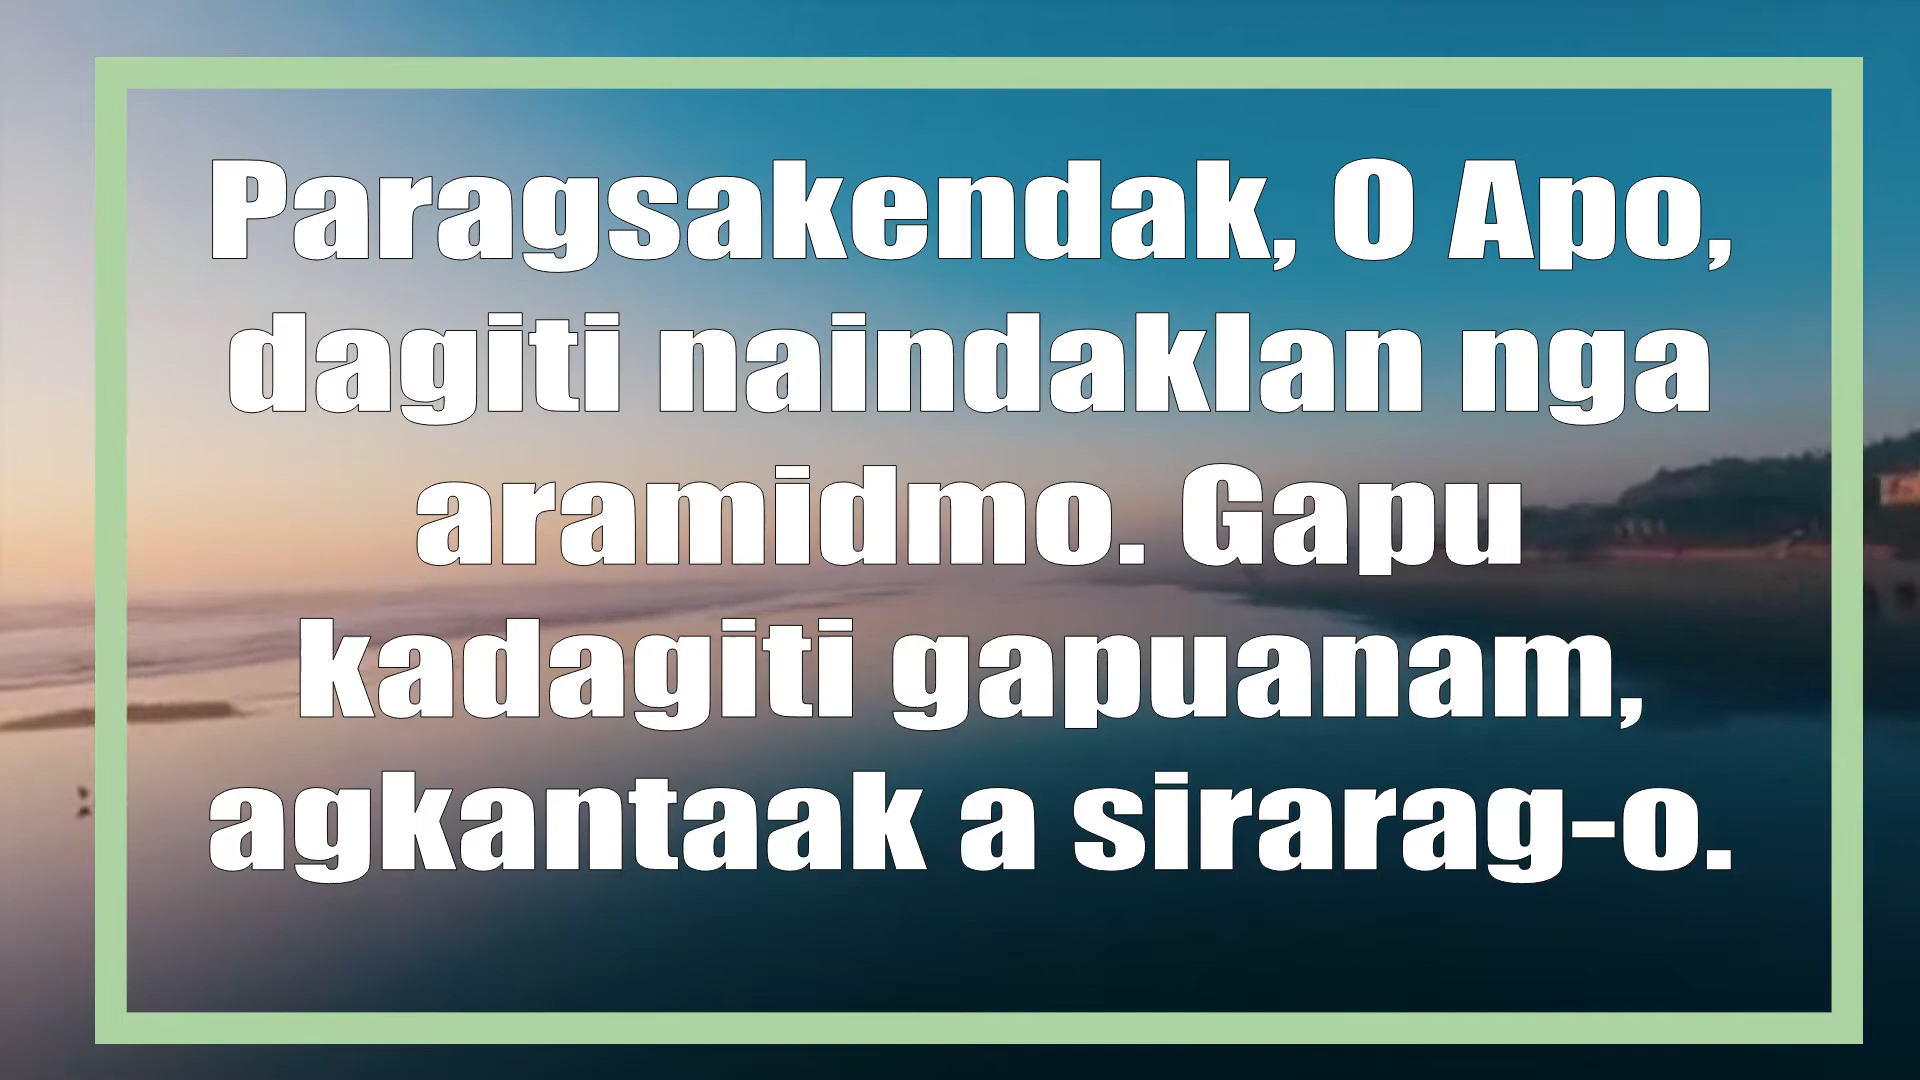 Paragsakendak, O Apo,
dagiti naindaklan nga
aramidmo. Gapu
kadagiti gapuanam,
agkantaak a sirarag-o.